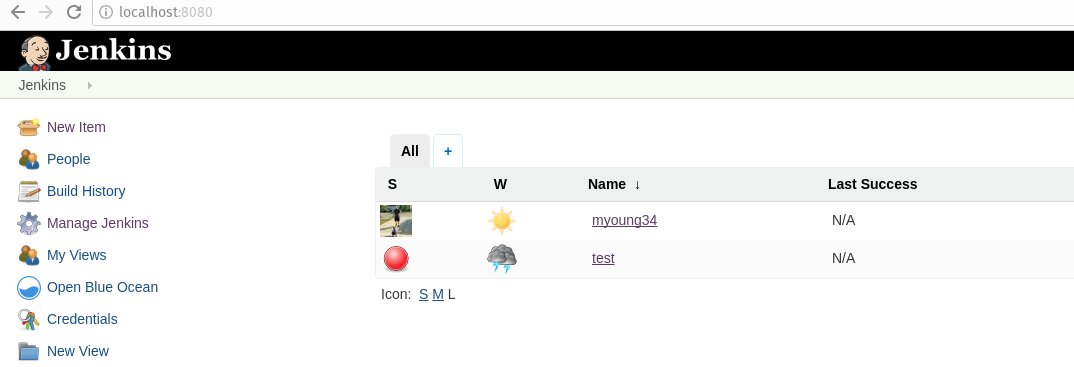 localhost:8080
Jenkins
Jenkins
New Item
People
Build History
Manage Jenkins
My Views
Open Blue Ocean
Credentials
New View
All +
S W Name ↓ Last Success
myoung34 N/A
test N/A
Icon: S M L